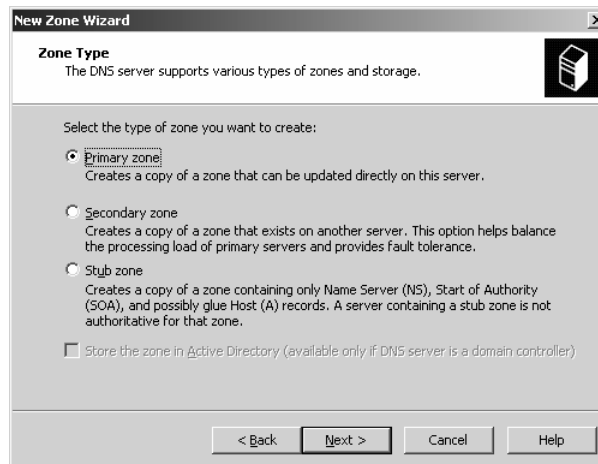 New Zone Wizard
Zone Type
The DNS server supports various types of zones and storage.
Select the type of zone you want to create:
Primary zone
Creates a copy of a zone that can be updated directly on this server.
Secondary zone
Creates a copy of a zone that exists on another server. This option helps balance
the processing load of primary servers and provides fault tolerance.
Stub zone
Creates a copy of a zone containing only Name Server (NS), Start of Authority
(SOA), and possibly glue Host (A) records. A server containing a stub zone is not
authoritative for that zone.
Store the zone in Active Directory (available only if DNS server is a domain controller)
< Back Next > Cancel Help